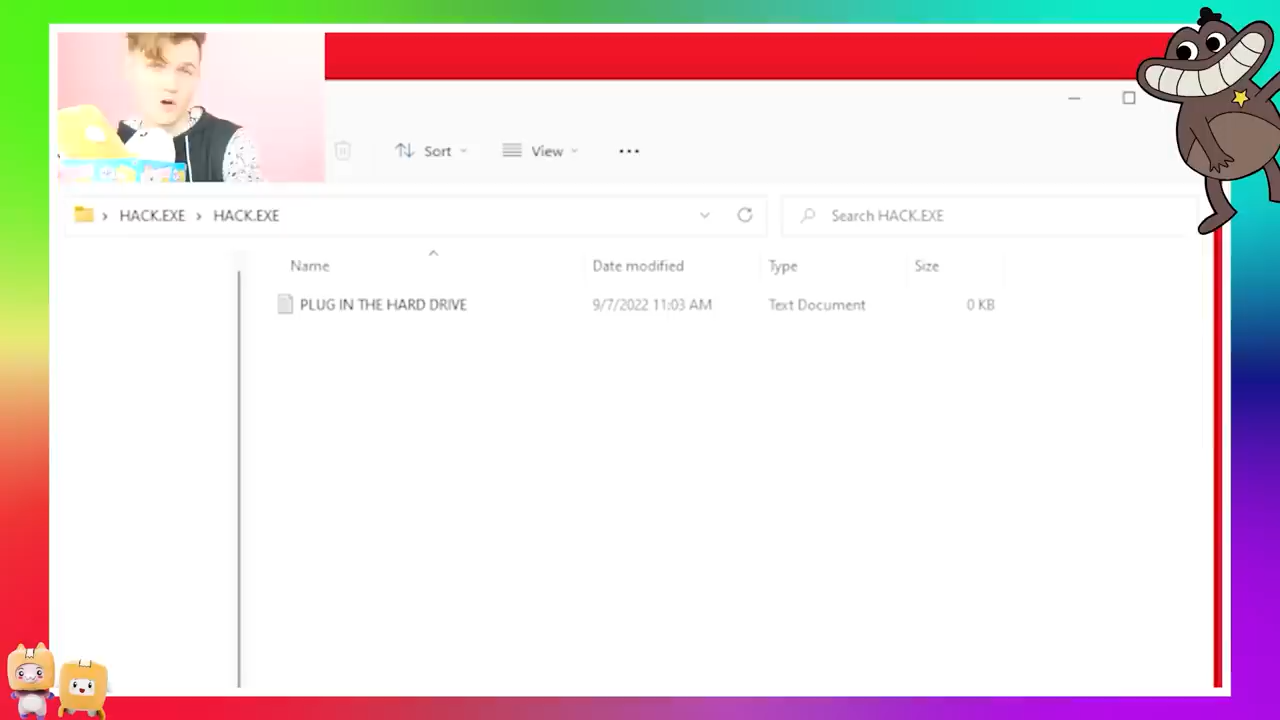 Sort
View
HACK.EXE > HACK.EXE
Search HACK.EXE
Name
Date modified
Type
Size
PLUG IN THE HARD DRIVE
9/7/2022 11:03 AM
Text Document
0 KB